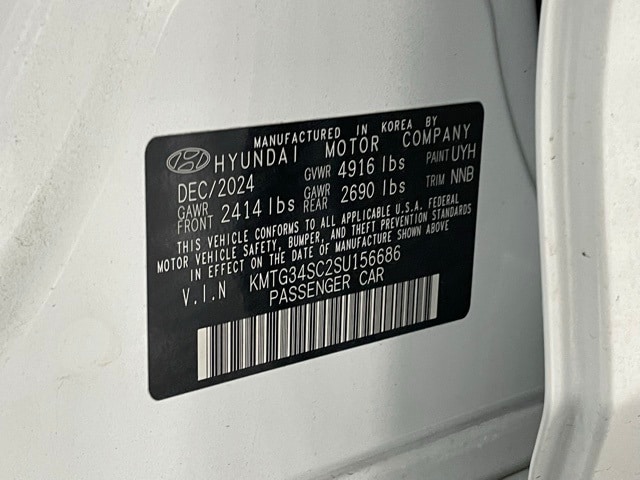 MANUFACTURED IN KOREA BY
HYUNDAI MOTOR COMPANY
DEC/2024 GVWR 4916 lbs PAINT UYH
GAWR FRONT 2414 lbs GAWR REAR 2690 lbs TRIM NNB
THIS VEHICLE CONFORMS TO ALL APPLICABLE U.S.A. FEDERAL
MOTOR VEHICLE SAFETY, BUMPER, AND THEFT PREVENTION STANDARDS
IN EFFECT ON THE DATE OF MANUFACTURE SHOWN ABOVE.
V.I.N KMTG34SC2SU156686
PASSENGER CAR